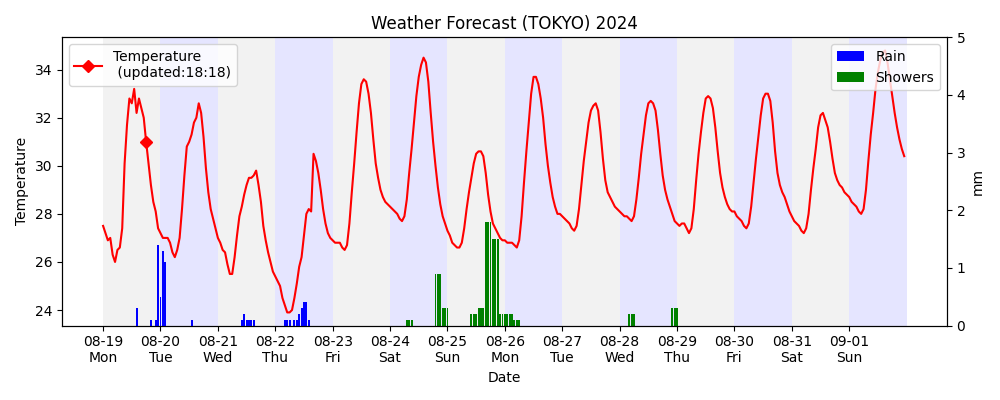 Weather Forecast (TOKYO) 2024
Temperature
(updated:18:18)
Rain
Showers
Temperature
34
32
30
28
26
24
mm
5
4
3
2
1
0
08-19 08-20 08-21 08-22 08-23 08-24 08-25 08-26 08-27 08-28 08-29 08-30 08-31 09-01
Mon Tue Wed Thu Fri Sat Sun Mon Tue Wed Thu Fri Sat Sun
Date